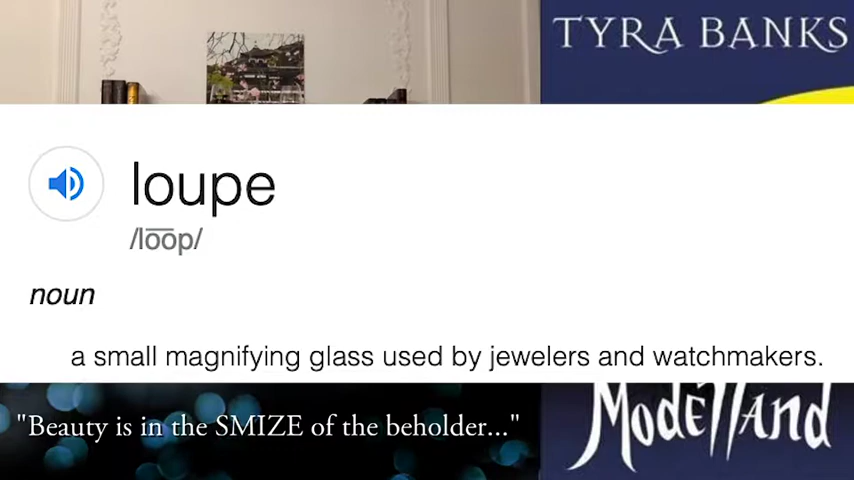 TYRA BANKS
loupe
/lo͞op/
noun
a small magnifying glass used by jewelers and watchmakers.
"Beauty is in the SMIZE of the beholder..."
Modelland